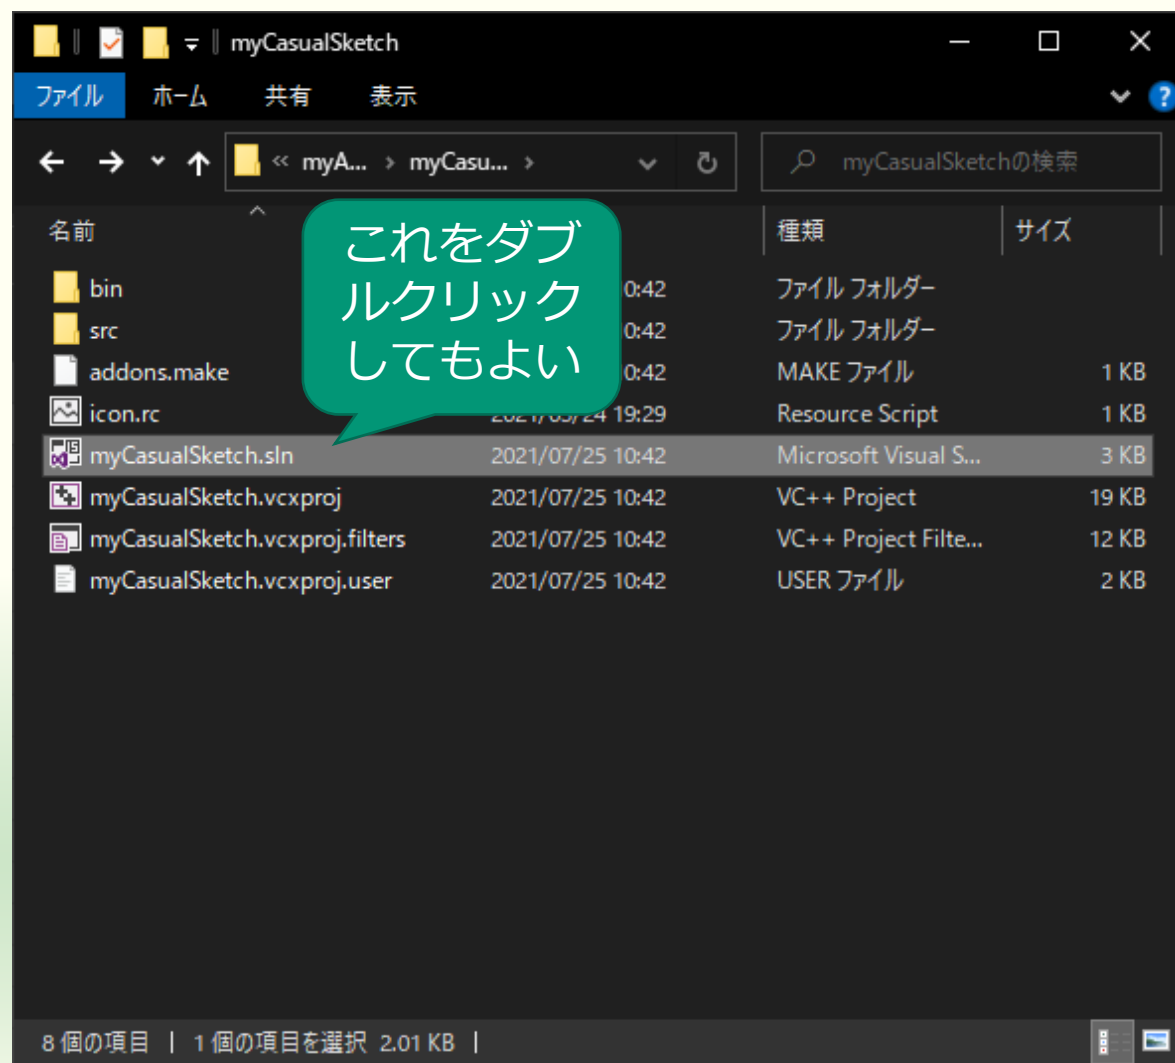 myCasualSketch
ファイル ホーム 共有 表示
« myA... › myCasu... › myCasualSketchの検索
名前 種類 サイズ
これをダブ
ルクリック
してもよい
bin 0:42 ファイル フォルダー
src 0:42 ファイル フォルダー
addons.make 0:42 MAKE ファイル 1 KB
icon.rc 19:29 Resource Script 1 KB
myCasualSketch.sln 2021/07/25 10:42 Microsoft Visual S... 3 KB
myCasualSketch.vcxproj 2021/07/25 10:42 VC++ Project 19 KB
myCasualSketch.vcxproj.filters 2021/07/25 10:42 VC++ Project Filte... 12 KB
myCasualSketch.vcxproj.user 2021/07/25 10:42 USER ファイル 2 KB
8 個の項目 | 1 個の項目を選択 2.01 KB |